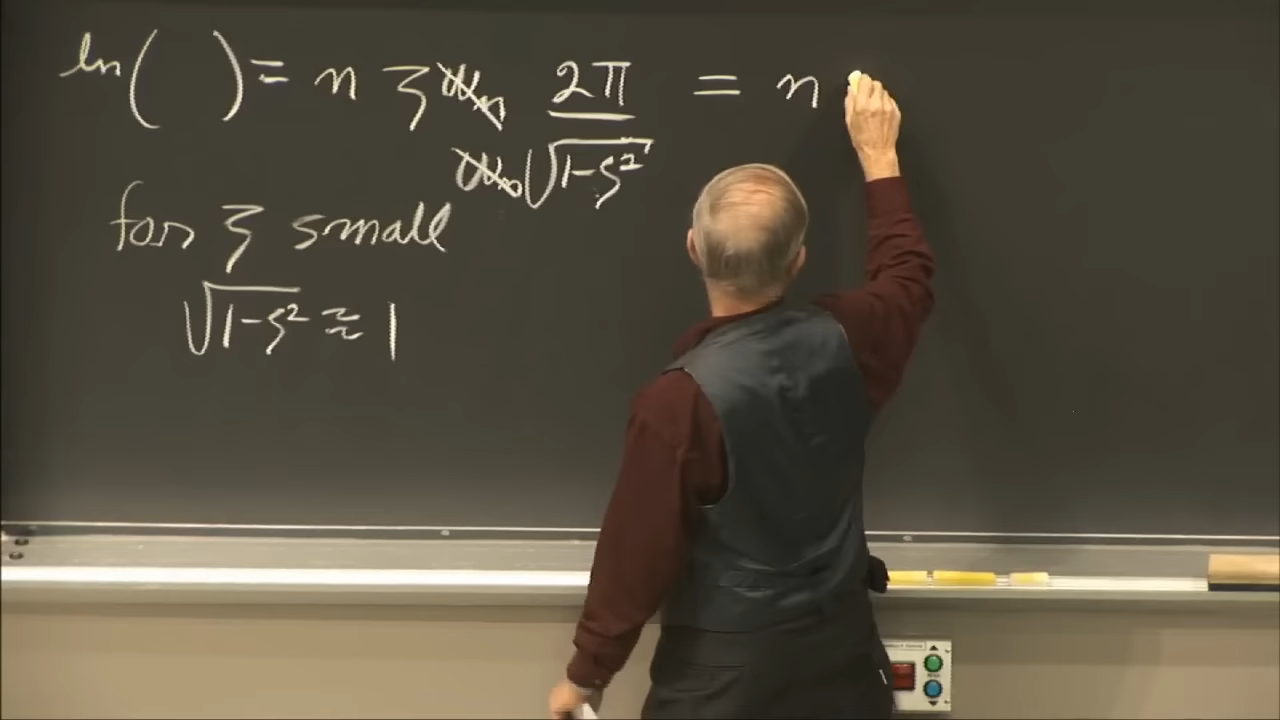 ln( ) = n ζ ωn 2π / ωn √1-ζ² = n
for ζ small
√1-ζ² ≈ 1